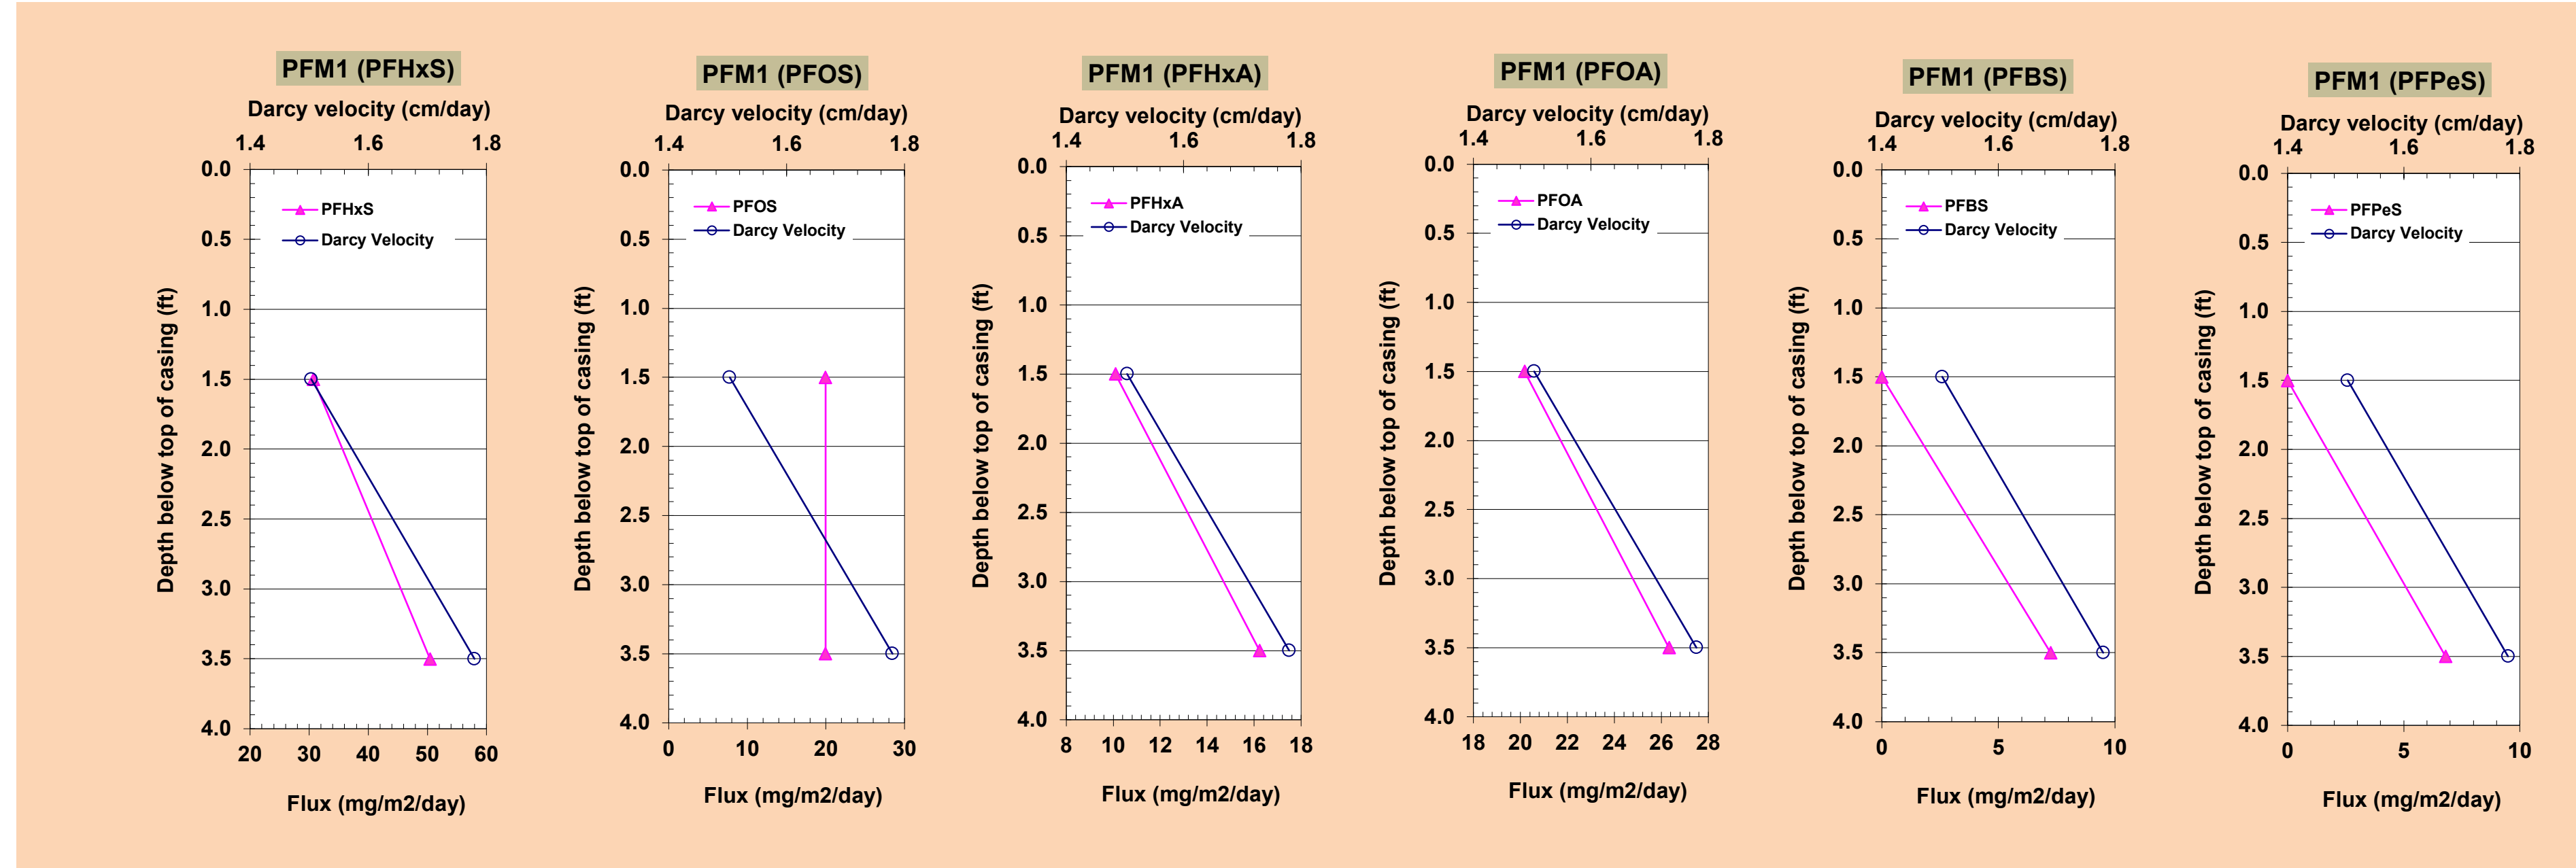 PFM1 (PFHxS)
Darcy velocity (cm/day)
1.4 1.6 1.8
0.0
0.5
1.0
1.5
2.0
2.5
3.0
3.5
4.0
Depth below top of casing (ft)
PFHxS
Darcy Velocity
20 30 40 50 60
Flux (mg/m2/day)
PFM1 (PFOS)
Darcy velocity (cm/day)
1.4 1.6 1.8
0.0
0.5
1.0
1.5
2.0
2.5
3.0
3.5
4.0
Depth below top of casing (ft)
PFOS
Darcy Velocity
0 10 20 30
Flux (mg/m2/day)
PFM1 (PFHxA)
Darcy velocity (cm/day)
1.4 1.6 1.8
0.0
0.5
1.0
1.5
2.0
2.5
3.0
3.5
4.0
Depth below top of casing (ft)
PFHxA
Darcy Velocity
8 10 12 14 16 18
Flux (mg/m2/day)
PFM1 (PFOA)
Darcy velocity (cm/day)
1.4 1.6 1.8
0.0
0.5
1.0
1.5
2.0
2.5
3.0
3.5
4.0
Depth below top of casing (ft)
PFOA
Darcy Velocity
18 20 22 24 26 28
Flux (mg/m2/day)
PFM1 (PFBS)
Darcy velocity (cm/day)
1.4 1.6 1.8
0.0
0.5
1.0
1.5
2.0
2.5
3.0
3.5
4.0
Depth below top of casing (ft)
PFBS
Darcy Velocity
0 5 10
Flux (mg/m2/day)
PFM1 (PFPeS)
Darcy velocity (cm/day)
1.4 1.6 1.8
0.0
0.5
1.0
1.5
2.0
2.5
3.0
3.5
4.0
Depth below top of casing (ft)
PFPeS
Darcy Velocity
0 5 10
Flux (mg/m2/day)